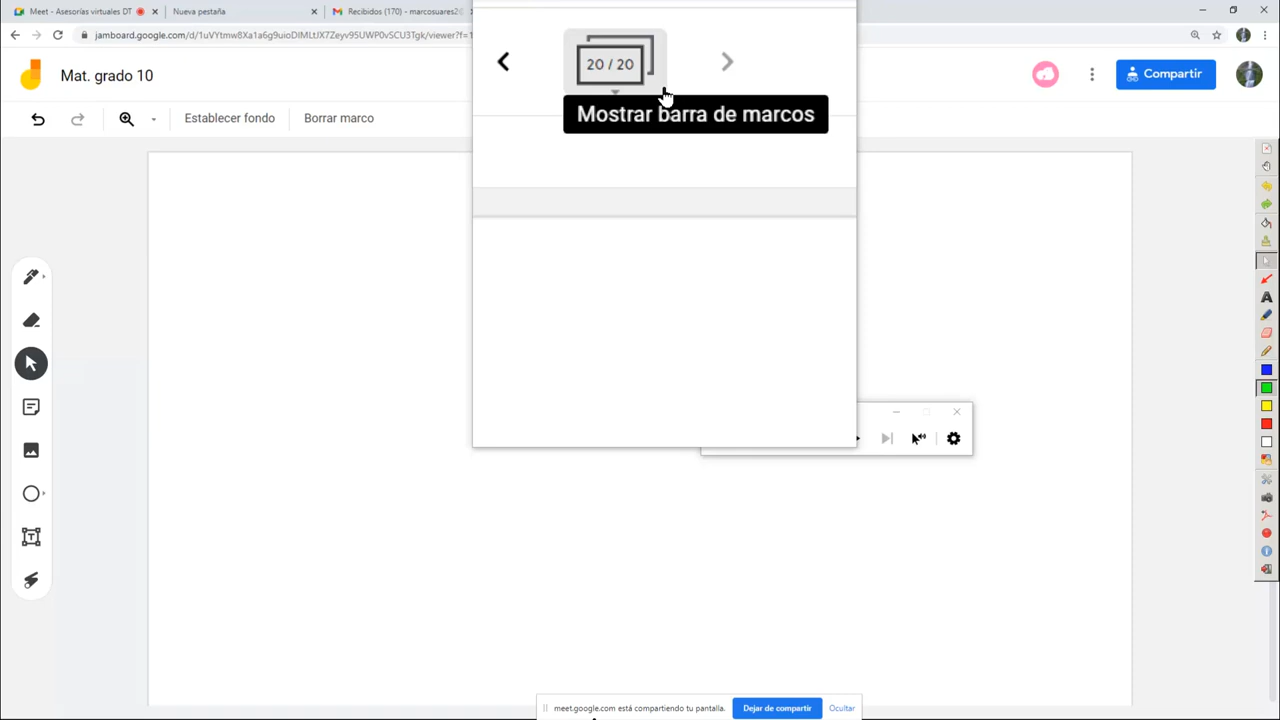 Meet - Asesorías virtuales DT
Nueva pestaña
Recibidos (170) - marcosuares2
jamboard.google.com/d/1uVYtmw8Xa1a6g9uioDIMLtJX7Zeyv95UWP0vSCU3Tgk/viewer?f=1
Mat. grado 10
20 / 20
Compartir
Establecer fondo
Borrar marco
Mostrar barra de marcos
meet.google.com está compartiendo tu pantalla.
Dejar de compartir
Ocultar